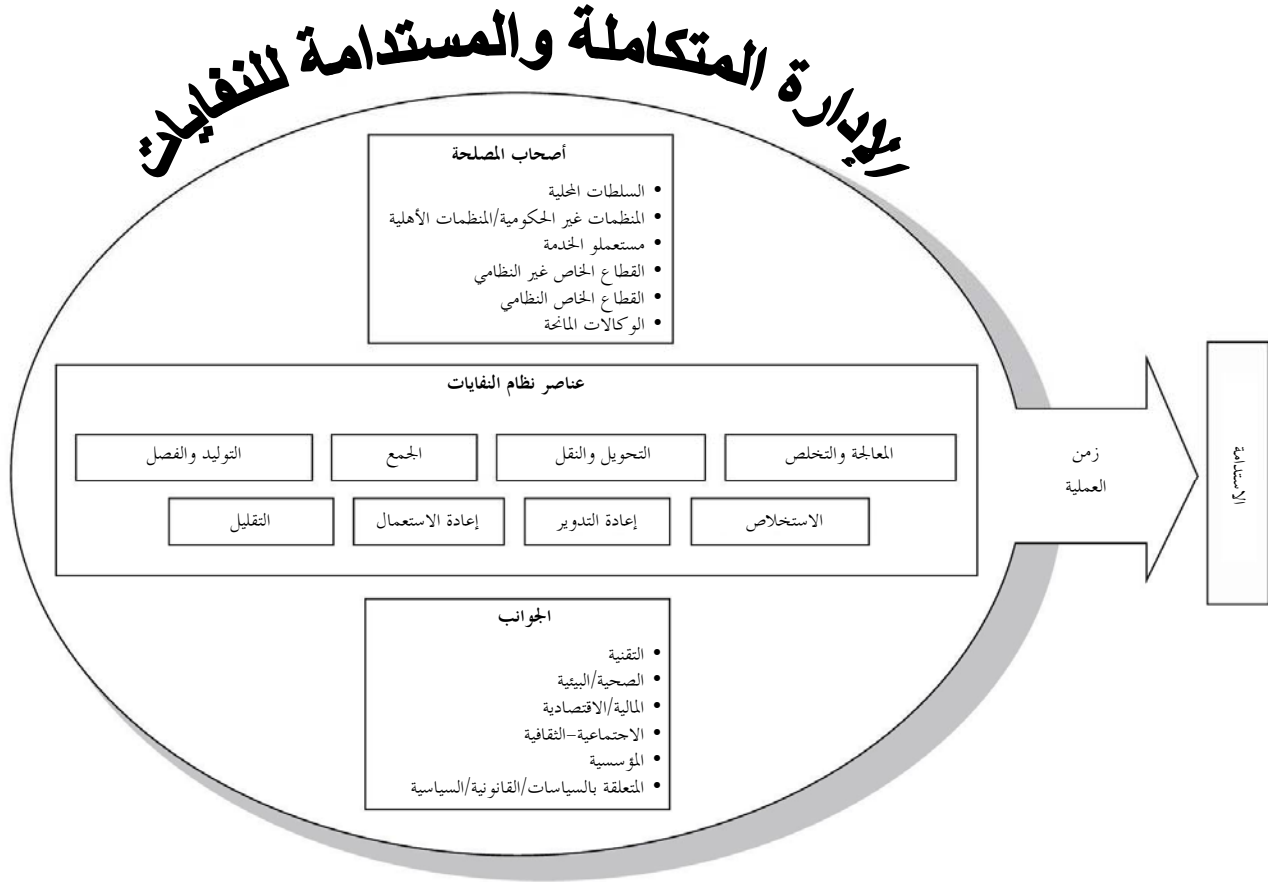 الإدارة المتكاملة والمستدامة للنفايات
أصحاب المصلحة
• السلطات المحلية
• المنظمات غير الحكومية/المنظمات الأهلية
• مستعملو الخدمة
• القطاع الخاص غير النظامي
• القطاع الخاص النظامي
• الوكالات المانحة
عناصر نظام النفايات
المعالجة والتخلص
التحويل والنقل
الجمع
التوليد والفصل
الاستخلاص
إعادة التدوير
إعادة الاستعمال
التقليل
الجوانب
• التقنية
• الصحية/البيئية
• المالية/الاقتصادية
• الاجتماعية–الثقافية
• المؤسسية
• المتعلقة بالسياسات/القانونية/السياسية
زمن
العملية
الاستدامة